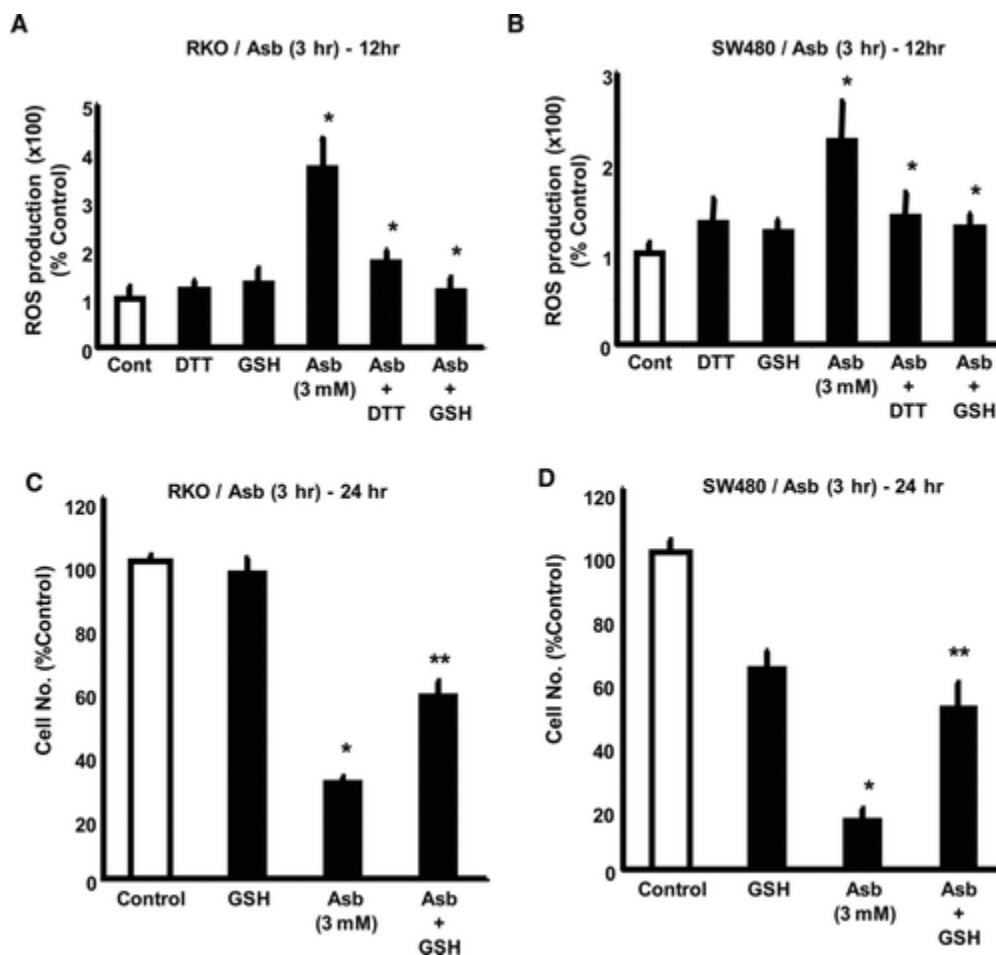 A
RKO / Asb (3 hr) - 12hr
ROS production (x100)
(% Control)
5
4
3
2
1
0
*
*
*
Cont DTT GSH Asb Asb Asb
(3 mM) + +
DTT GSH
B
SW480 / Asb (3 hr) - 12hr
ROS production (x100)
(% Control)
3
2
1
0
*
*
*
Cont DTT GSH Asb Asb Asb
(3 mM) + +
DTT GSH
C
RKO / Asb (3 hr) - 24 hr
Cell No. (%Control)
120
100
80
60
40
20
0
*
**
Control GSH Asb Asb
(3 mM) +
GSH
D
SW480 / Asb (3 hr) - 24 hr
Cell No. (%Control)
120
100
80
60
40
20
0
*
**
Control GSH Asb Asb
(3 mM) +
GSH